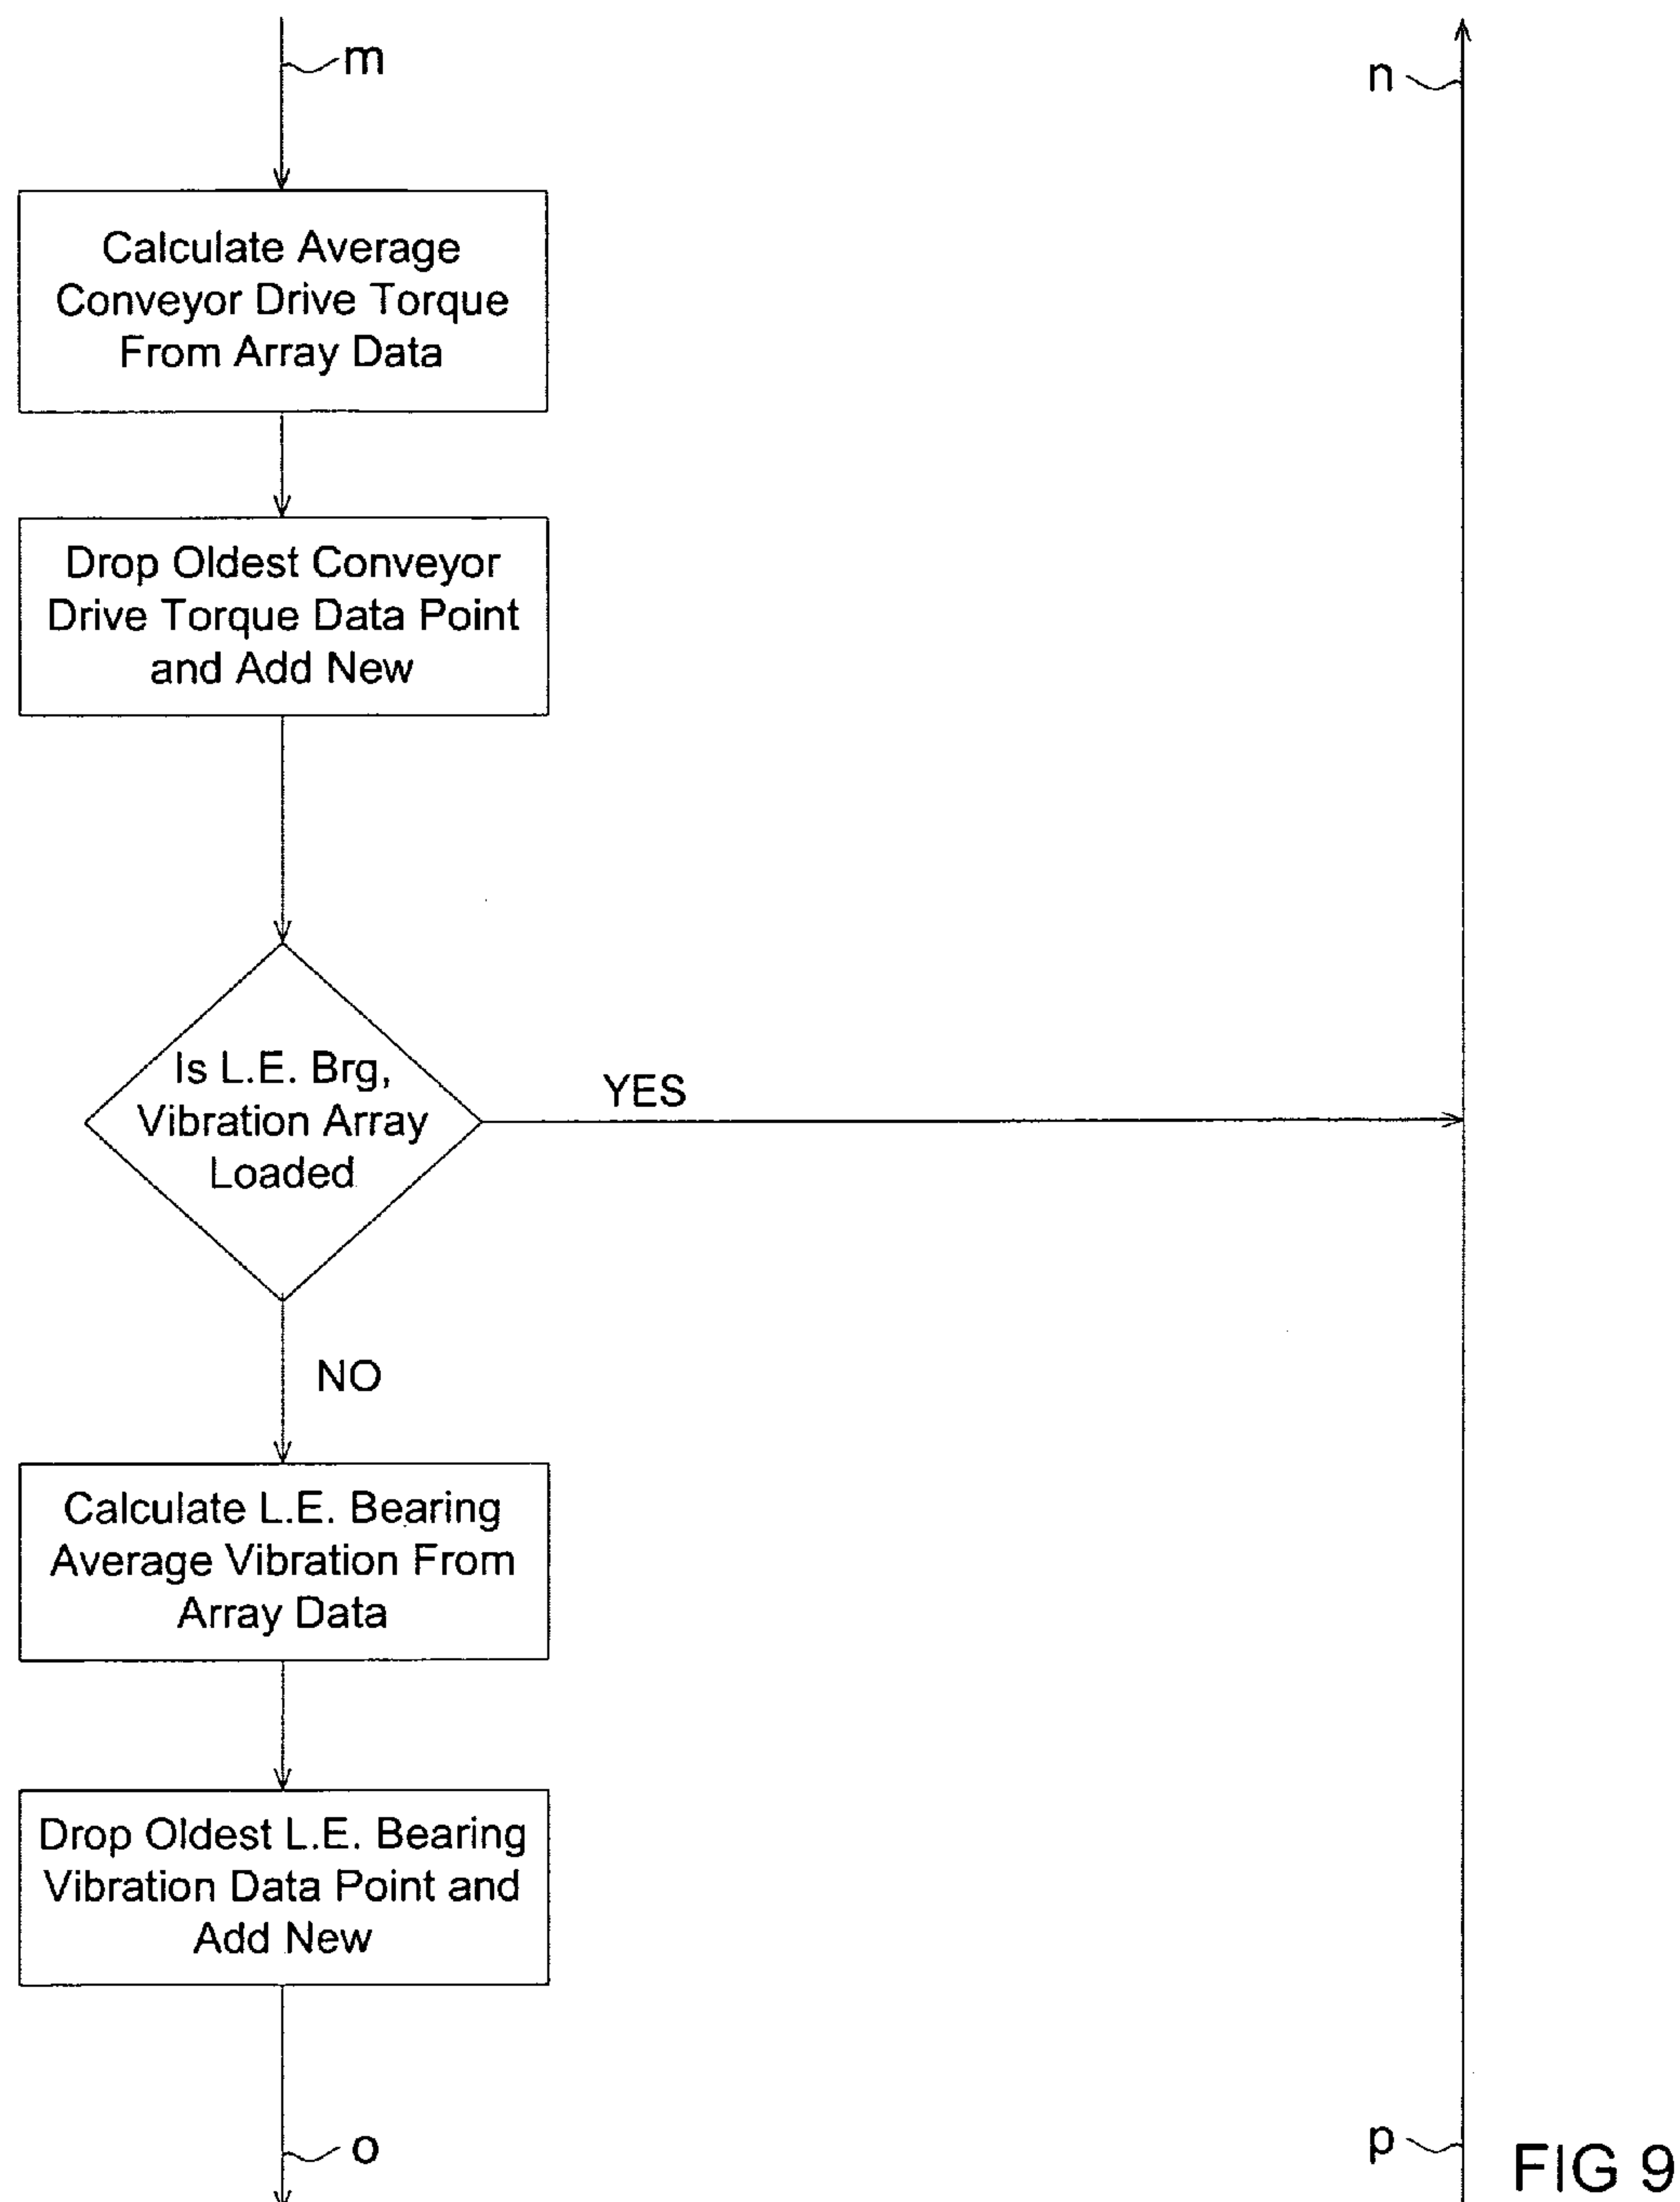 m
n
Calculate Average
Conveyor Drive Torque
From Array Data
Drop Oldest Conveyor
Drive Torque Data Point
and Add New
Is L.E. Brg,
Vibration Array
Loaded
YES
NO
Calculate L.E. Bearing
Average Vibration From
Array Data
Drop Oldest L.E. Bearing
Vibration Data Point and
Add New
o
p
FIG 9